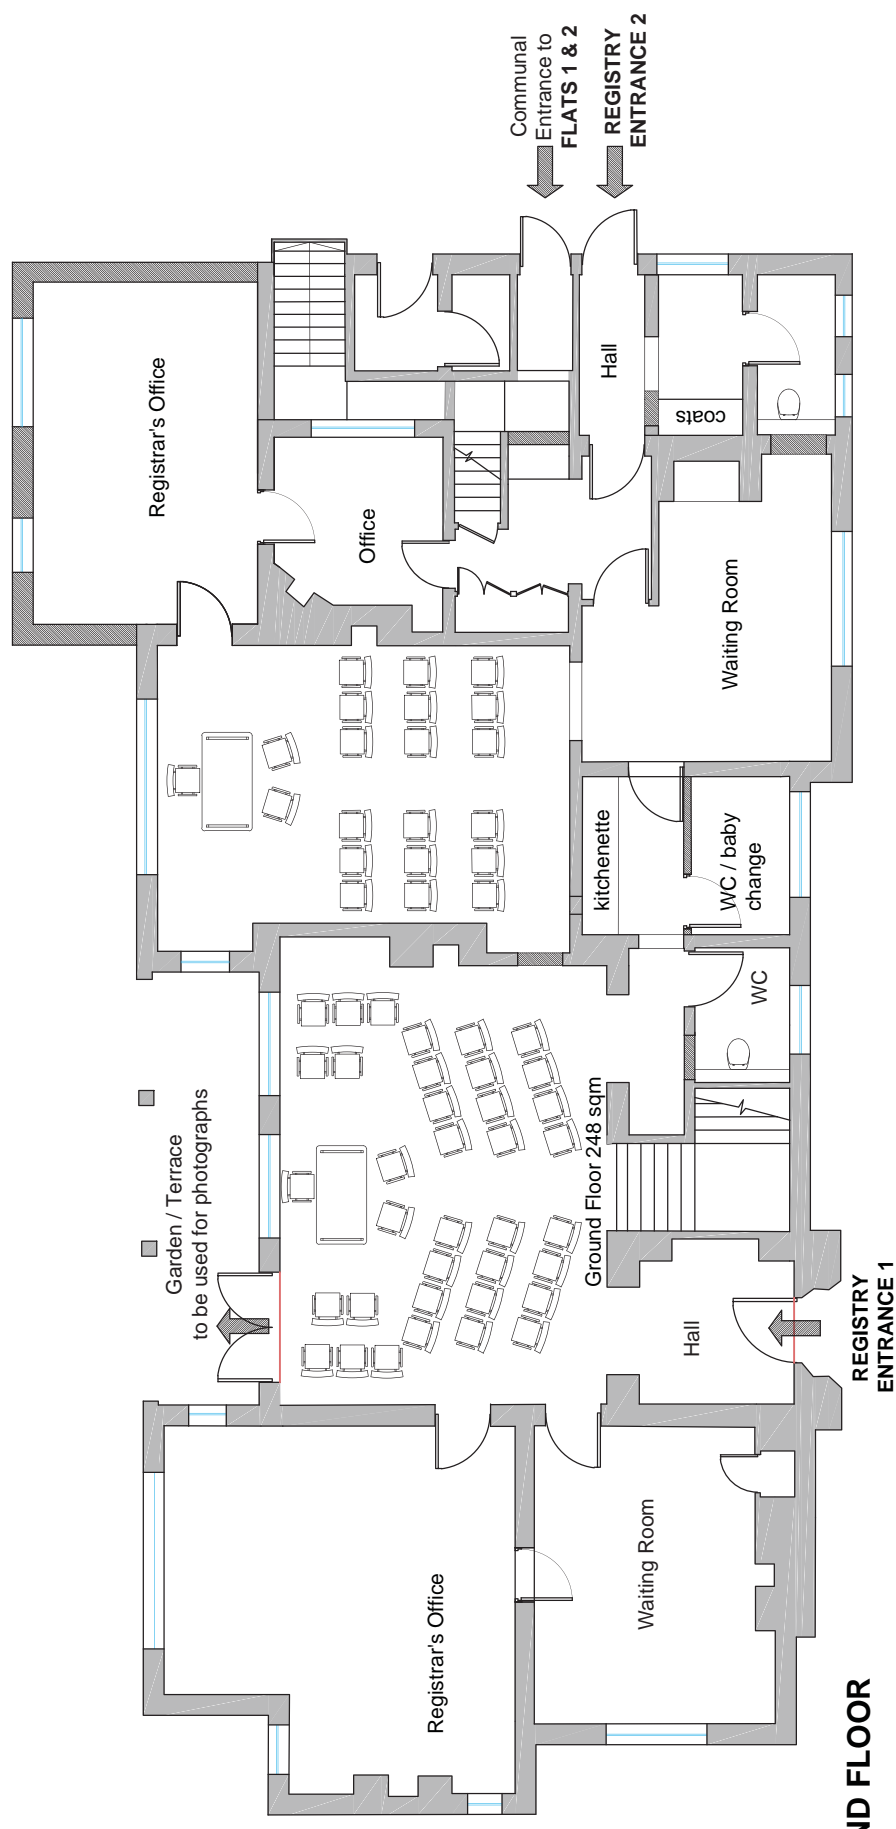 Communal
Entrance to
FLATS 1 & 2
REGISTRY
ENTRANCE 2
Registrar's Office
Hall
coats
Office
Waiting Room
kitchenette
WC / baby
change
WC
Garden / Terrace
to be used for photographs
Ground Floor 248 sqm
Hall
REGISTRY
ENTRANCE 1
Registrar's Office
Waiting Room
ND FLOOR